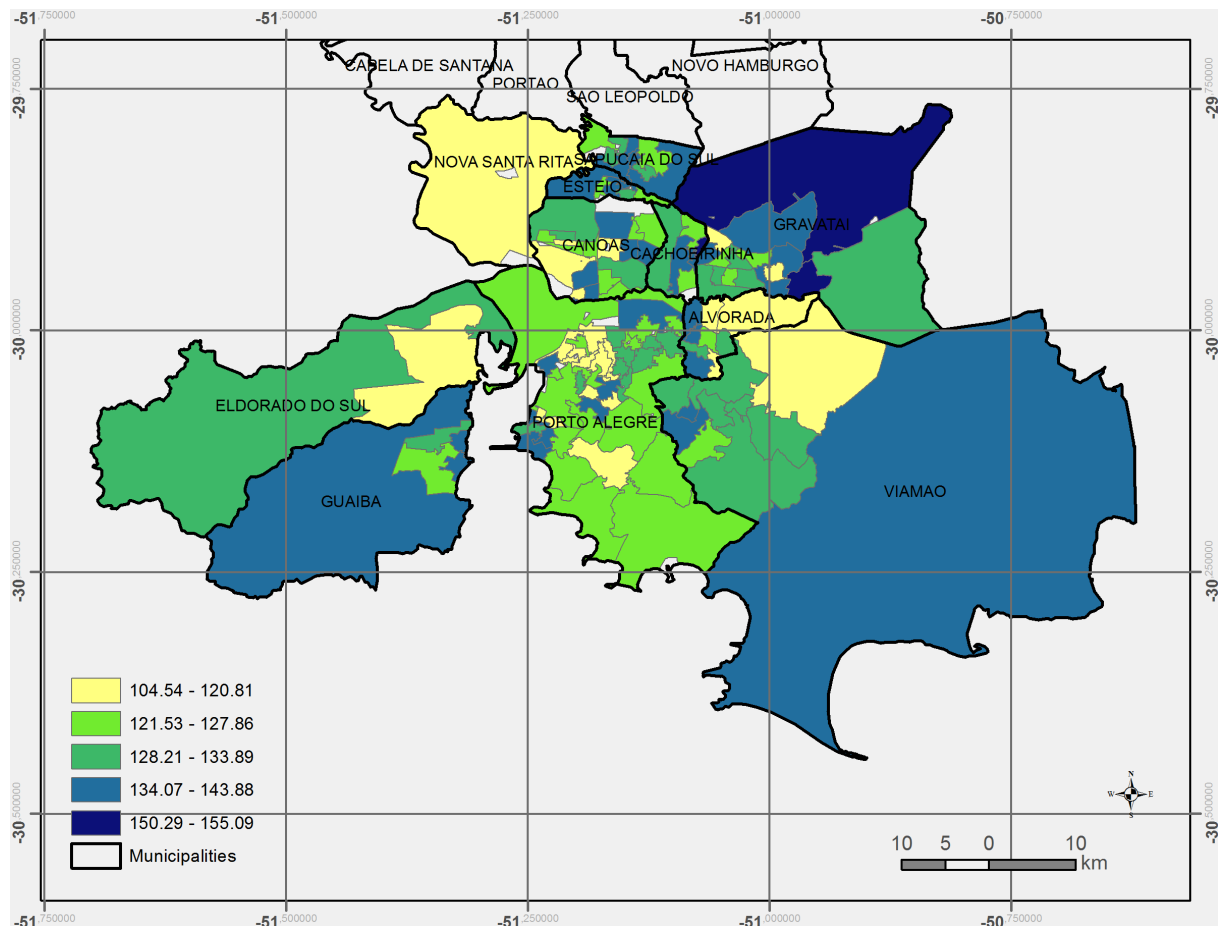 -51.750000 -51.500000 -51.250000 -51.000000 -50.750000
CAPELA DE SANTANA
NOVO HAMBURGO
-29.750000 -29.750000
PORTAO
SAO LEOPOLDO
NOVA SANTA RITA
SAPUCAIA DO SUL
ESTEIO
GRAVATAI
CANOAS
CACHOEIRINHA
ALVORADA
-30.000000 -30.000000
ELDORADO DO SUL
PORTO ALEGRE
VIAMAO
GUAIBA
-30.250000 -30.250000
104.54 - 120.81
121.53 - 127.86
128.21 - 133.89
134.07 - 143.88
N
W E
S
-30.500000 -30.500000
150.29 - 155.09
Municipalities
10 5 0 10
km
-51.750000 -51.500000 -51.250000 -51.000000 -50.750000